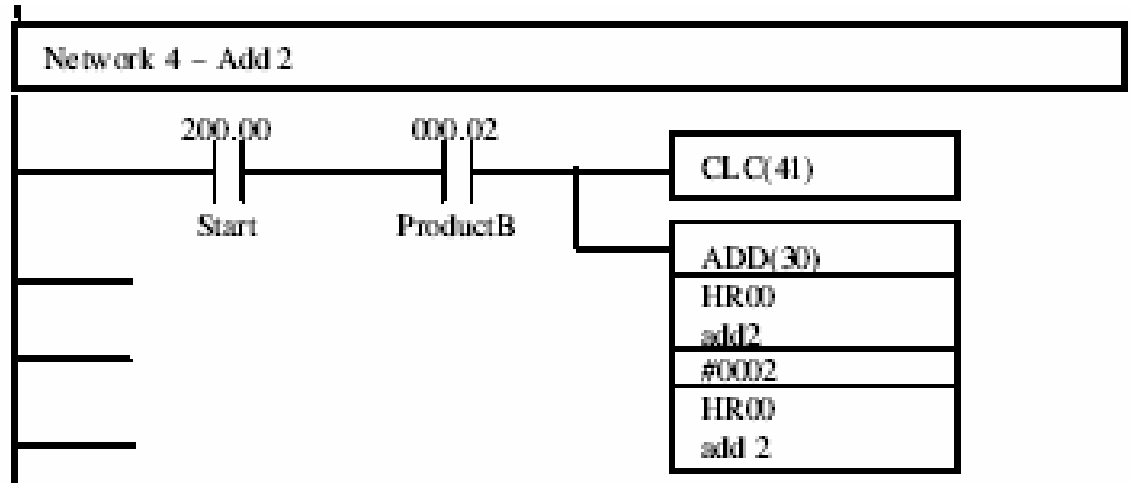 Network 4 – Add 2
200.00 000.02
CLC(41)
Start ProductB
ADD(30)
HR00
add2
#0002
HR00
add 2